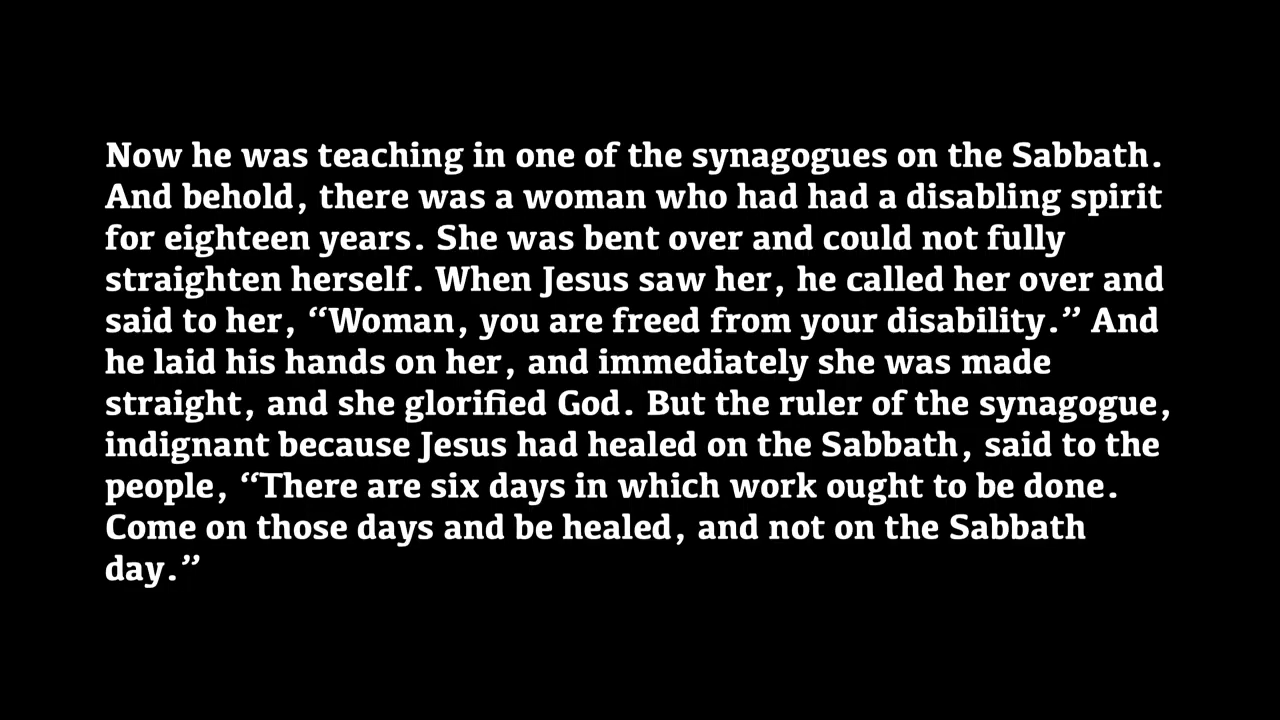 Now he was teaching in one of the synagogues on the Sabbath.
And behold, there was a woman who had had a disabling spirit
for eighteen years. She was bent over and could not fully
straighten herself. When Jesus saw her, he called her over and
said to her, “Woman, you are freed from your disability.” And
he laid his hands on her, and immediately she was made
straight, and she glorified God. But the ruler of the synagogue,
indignant because Jesus had healed on the Sabbath, said to the
people, “There are six days in which work ought to be done.
Come on those days and be healed, and not on the Sabbath
day.”